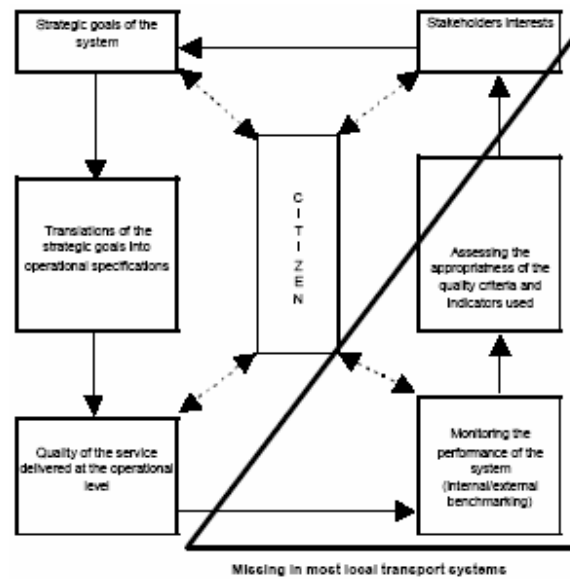 Strategic goals of the
system
Stakeholders Interests
C
I
T
I
Z
E
N
Translations of the
strategic goals into
operational specifications
Assessing the
appropriatness of the
quality criteria and
indicators used
Quality of the service
delivered at the operational
level
Monitoring the
performance of the
system
(internal/external
benchmarking)
Missing in most local transport systems